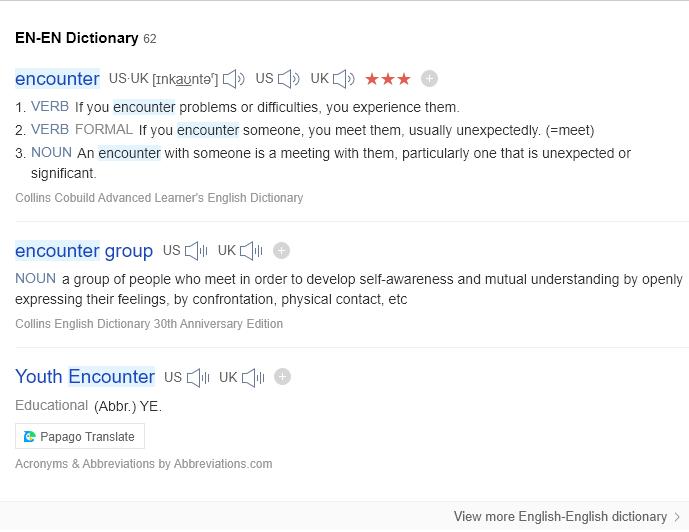 EN-EN Dictionary 62
encounter US·UK [ɪnkaʊntəʳ] US UK ★★★
1. VERB If you encounter problems or difficulties, you experience them.
2. VERB FORMAL If you encounter someone, you meet them, usually unexpectedly. (=meet)
3. NOUN An encounter with someone is a meeting with them, particularly one that is unexpected or
significant.
Collins Cobuild Advanced Learner's English Dictionary
encounter group US UK
NOUN a group of people who meet in order to develop self-awareness and mutual understanding by openly
expressing their feelings, by confrontation, physical contact, etc
Collins English Dictionary 30th Anniversary Edition
Youth Encounter US UK
Educational (Abbr.) YE.
Papago Translate
Acronyms & Abbreviations by Abbreviations.com
View more English-English dictionary